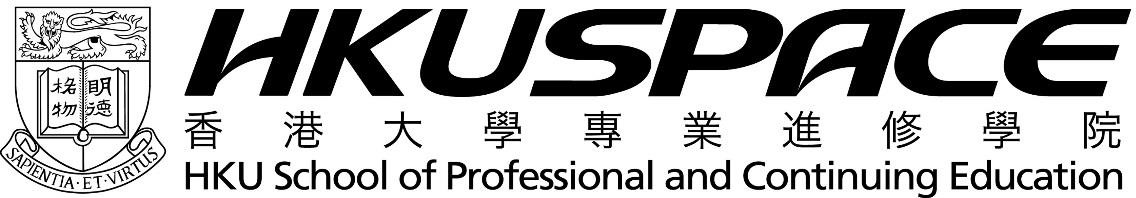 HKUSPACE
香港大學專業進修學院
HKU School of Professional and Continuing Education
明德
格物
SAPIENTIA·ET·VIRTUS